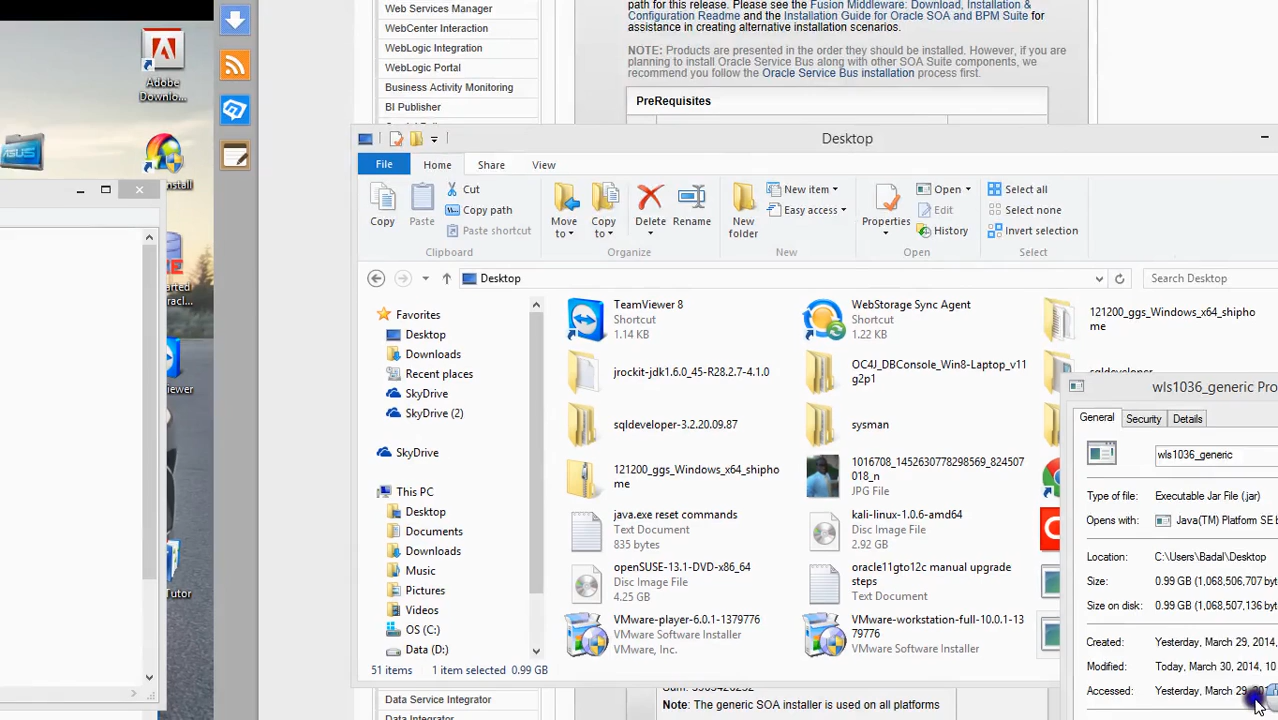 Web Services Manager
WebCenter Interaction
WebLogic Integration
WebLogic Portal
Business Activity Monitoring
BI Publisher
path for this release. Please see the Fusion Middleware: Download, Installation &
Configuration Readme and the Installation Guide for Oracle SOA and BPM Suite for
assistance in creating alternative installation scenarios.
NOTE: Products are presented in the order they should be installed. However, if you are
planning to install Oracle Service Bus along with other SOA Suite components, we
recommend you follow the Oracle Service Bus installation process first.
PreRequisites
Adobe
Downlo...
ASUS
Desktop
File
Home
Share
View
Copy
Paste
Cut
Copy path
Paste shortcut
Clipboard
Move
to
Copy
to
Delete
Rename
Organize
New
folder
New item
Easy access
New
Properties
Open
Edit
History
Open
Select all
Select none
Invert selection
Select
Desktop
Search Desktop
Favorites
Desktop
Downloads
Recent places
SkyDrive
SkyDrive (2)
SkyDrive
This PC
Desktop
Documents
Downloads
Music
Pictures
Videos
OS (C:)
Data (D:)
TeamViewer 8
Shortcut
1.14 KB
WebStorage Sync Agent
Shortcut
1.22 KB
121200_ggs_Windows_x64_shipho
me
jrockit-jdk1.6.0_45-R28.2.7-4.1.0
OC4J_DBConsole_Win8-Laptop_v11
g2p1
sqldeveloper-3.2.20.09.87
sysman
121200_ggs_Windows_x64_shipho
me
1016708_1452630778298569_824507
018_n
JPG File
java.exe reset commands
Text Document
835 bytes
kali-linux-1.0.6-amd64
Disc Image File
2.92 GB
openSUSE-13.1-DVD-x86_64
Disc Image File
4.25 GB
oracle11gto12c manual upgrade
steps
Text Document
VMware-player-6.0.1-1379776
VMware Software Installer
VMware, Inc.
VMware-workstation-full-10.0.1-13
79776
VMware Software Installer
51 items
1 item selected 0.99 GB
wls1036_generic Pro
General
Security
Details
wls1036_generic
Type of file:
Executable Jar File (.jar)
Opens with:
Java(TM) Platform SE b
Location:
C:\Users\Badal\Desktop
Size:
0.99 GB (1,068,506,707 byt
Size on disk:
0.99 GB (1,068,507,136 byt
Created:
Yesterday, March 29, 2014,
Modified:
Today, March 30, 2014, 10
Accessed:
Yesterday, March 29,
Data Service Integrator
Note: The generic SOA installer is used on all platforms